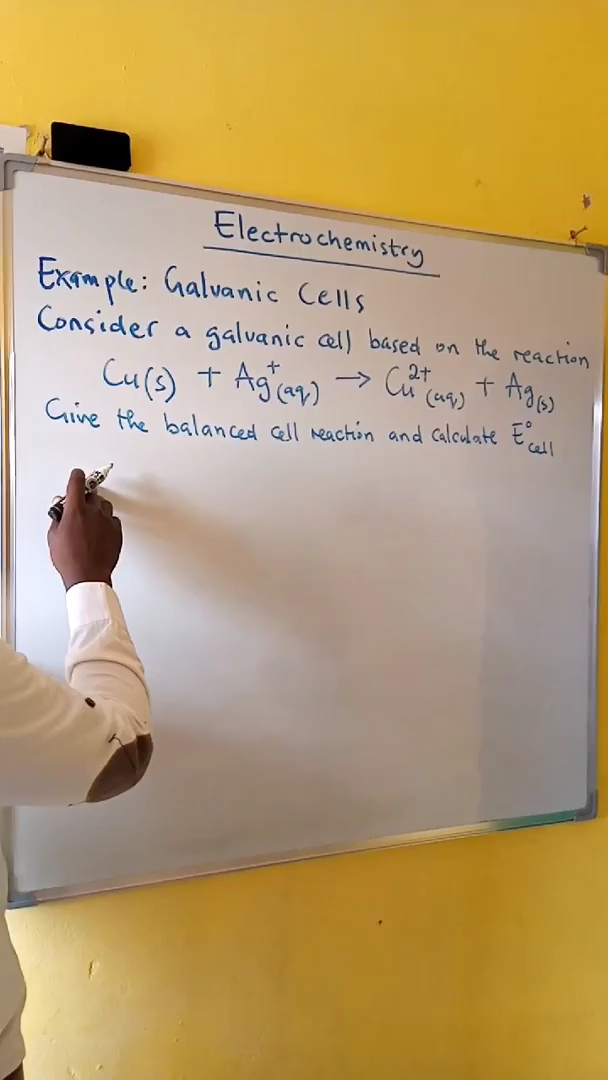 Electrochemistry
Example: Galvanic Cells
Consider a galvanic cell based on the reaction
Cu(s) + Ag⁺(aq) → Cu²⁺(aq) + Ag(s)
Give the balanced cell reaction and calculate E°cell